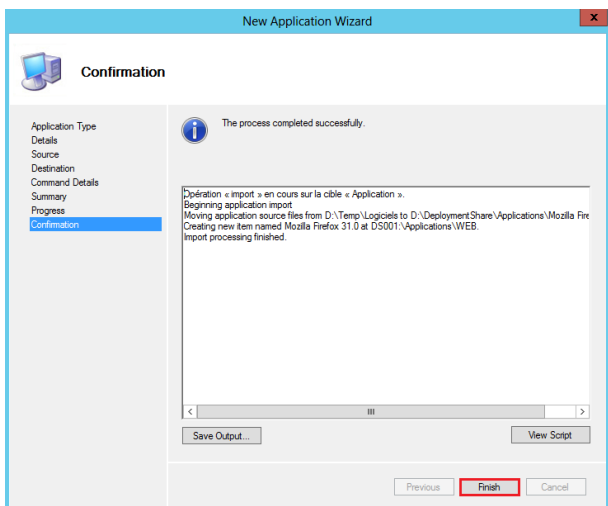 New Application Wizard
x
Confirmation
Application Type
Details
Source
Destination
Command Details
Summary
Progress
Confirmation
The process completed successfully.
Opération « import » en cours sur la cible « Application ».
Beginning application import
Moving application source files from D:\Temp\Logiciels to D:\DeploymentShare\Applications\Mozilla Fire
Creating new item named Mozilla Firefox 31.0 at DS001:\Applications\WEB.
Import processing finished.
Save Output...
View Script
Previous
Finish
Cancel